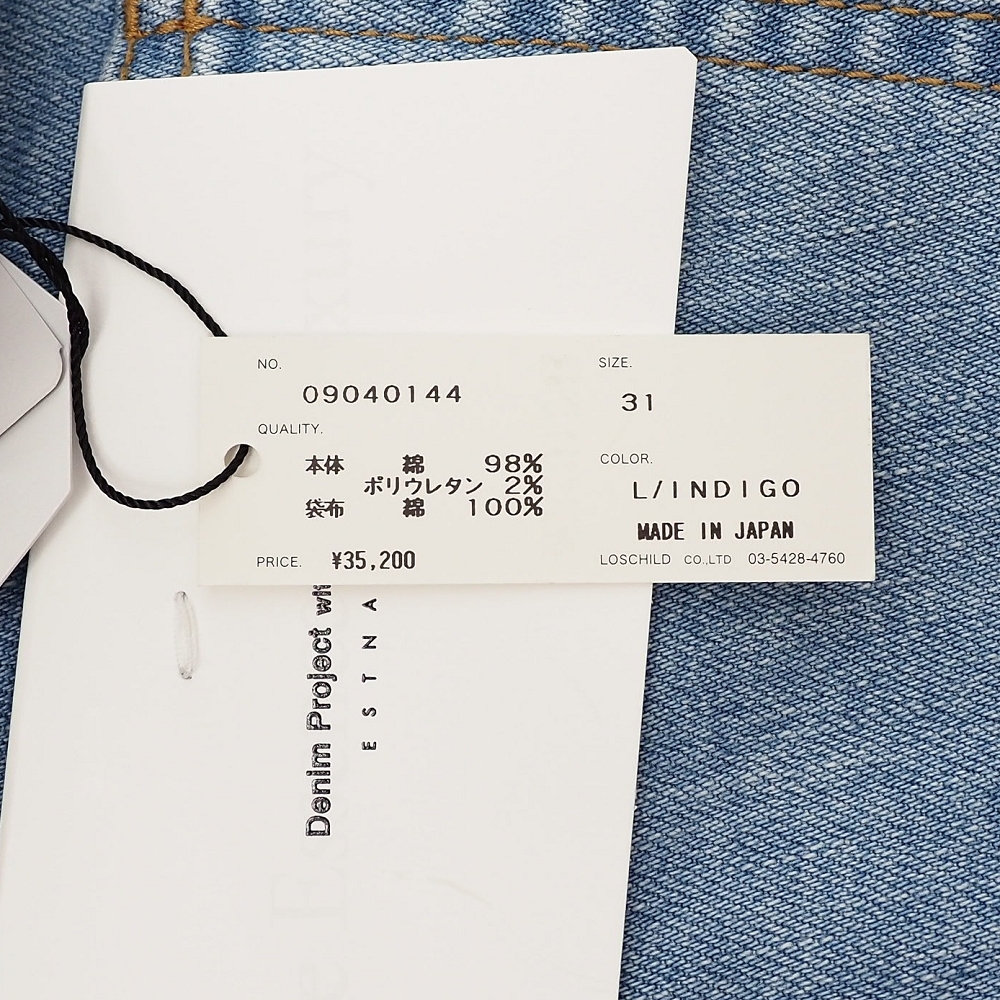 NO.
09040144
SIZE.
31
QUALITY.
本体 綿 98%
ポリウレタン 2%
袋布 綿 100%
COLOR.
L/INDIGO
MADE IN JAPAN
PRICE. ¥35,200
LOSCHILD CO.,LTD 03-5428-4760
Denim Project wi
ESTNA